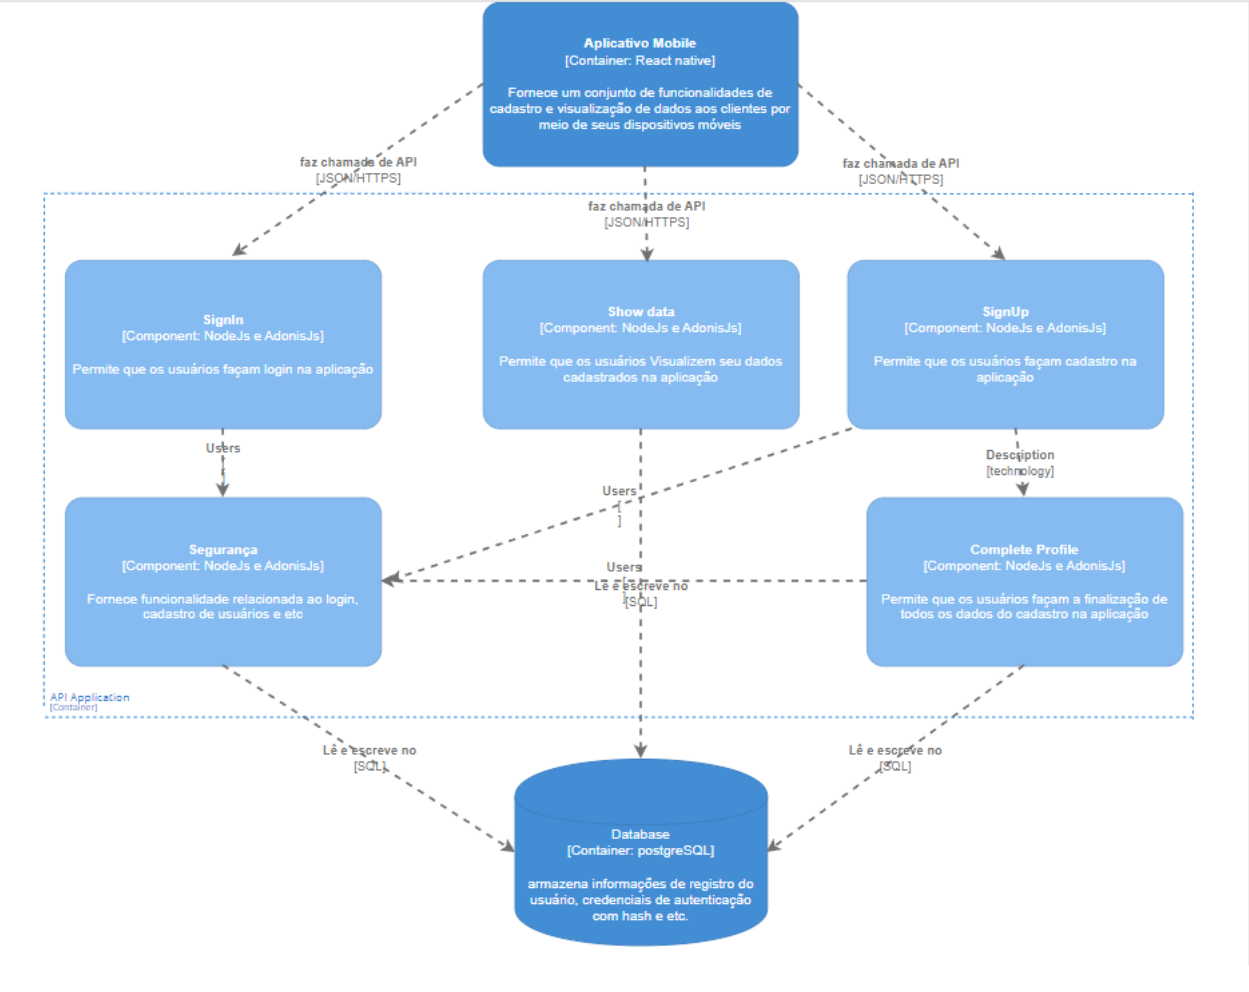 Aplicativo Mobile
[Container: React native]
Fornece um conjunto de funcionalidades de
cadastro e visualização de dados aos clientes por
meio de seus dispositivos móveis
faz chamada de API
[JSON/HTTPS]
faz chamada de API
[JSON/HTTPS]
faz chamada de API
[JSON/HTTPS]
SignIn
[Component: NodeJs e AdonisJs]
Permite que os usuários façam login na aplicação
Show data
[Component: NodeJs e AdonisJs]
Permite que os usuários Visualizem seu dados
cadastrados na aplicação
SignUp
[Component: NodeJs e AdonisJs]
Permite que os usuários façam cadastro na
aplicação
Users
[
]
Description
[technology]
Users
[
]
Segurança
[Component: NodeJs e AdonisJs]
Fornece funcionalidade relacionada ao login,
cadastro de usuários e etc
Users
[
]
Lê e escreve no
[SQL]
Complete Profile
[Component: NodeJs e AdonisJs]
Permite que os usuários façam a finalização de
todos os dados do cadastro na aplicação
API Application
[Container]
Lê e escreve no
[SQL]
Lê e escreve no
[SQL]
Database
[Container: postgreSQL]
armazena informações de registro do
usuário, credenciais de autenticação
com hash e etc.